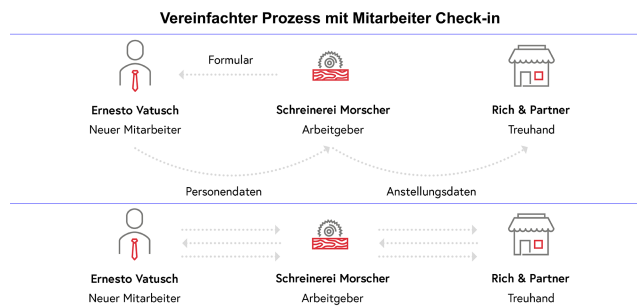 Vereinfachter Prozess mit Mitarbeiter Check-in
Formular
Ernesto Vatusch
Neuer Mitarbeiter
Schreinerei Morscher
Arbeitgeber
Rich & Partner
Treuhand
Personendaten
Anstellungsdaten
Ernesto Vatusch
Neuer Mitarbeiter
Schreinerei Morscher
Arbeitgeber
Rich & Partner
Treuhand